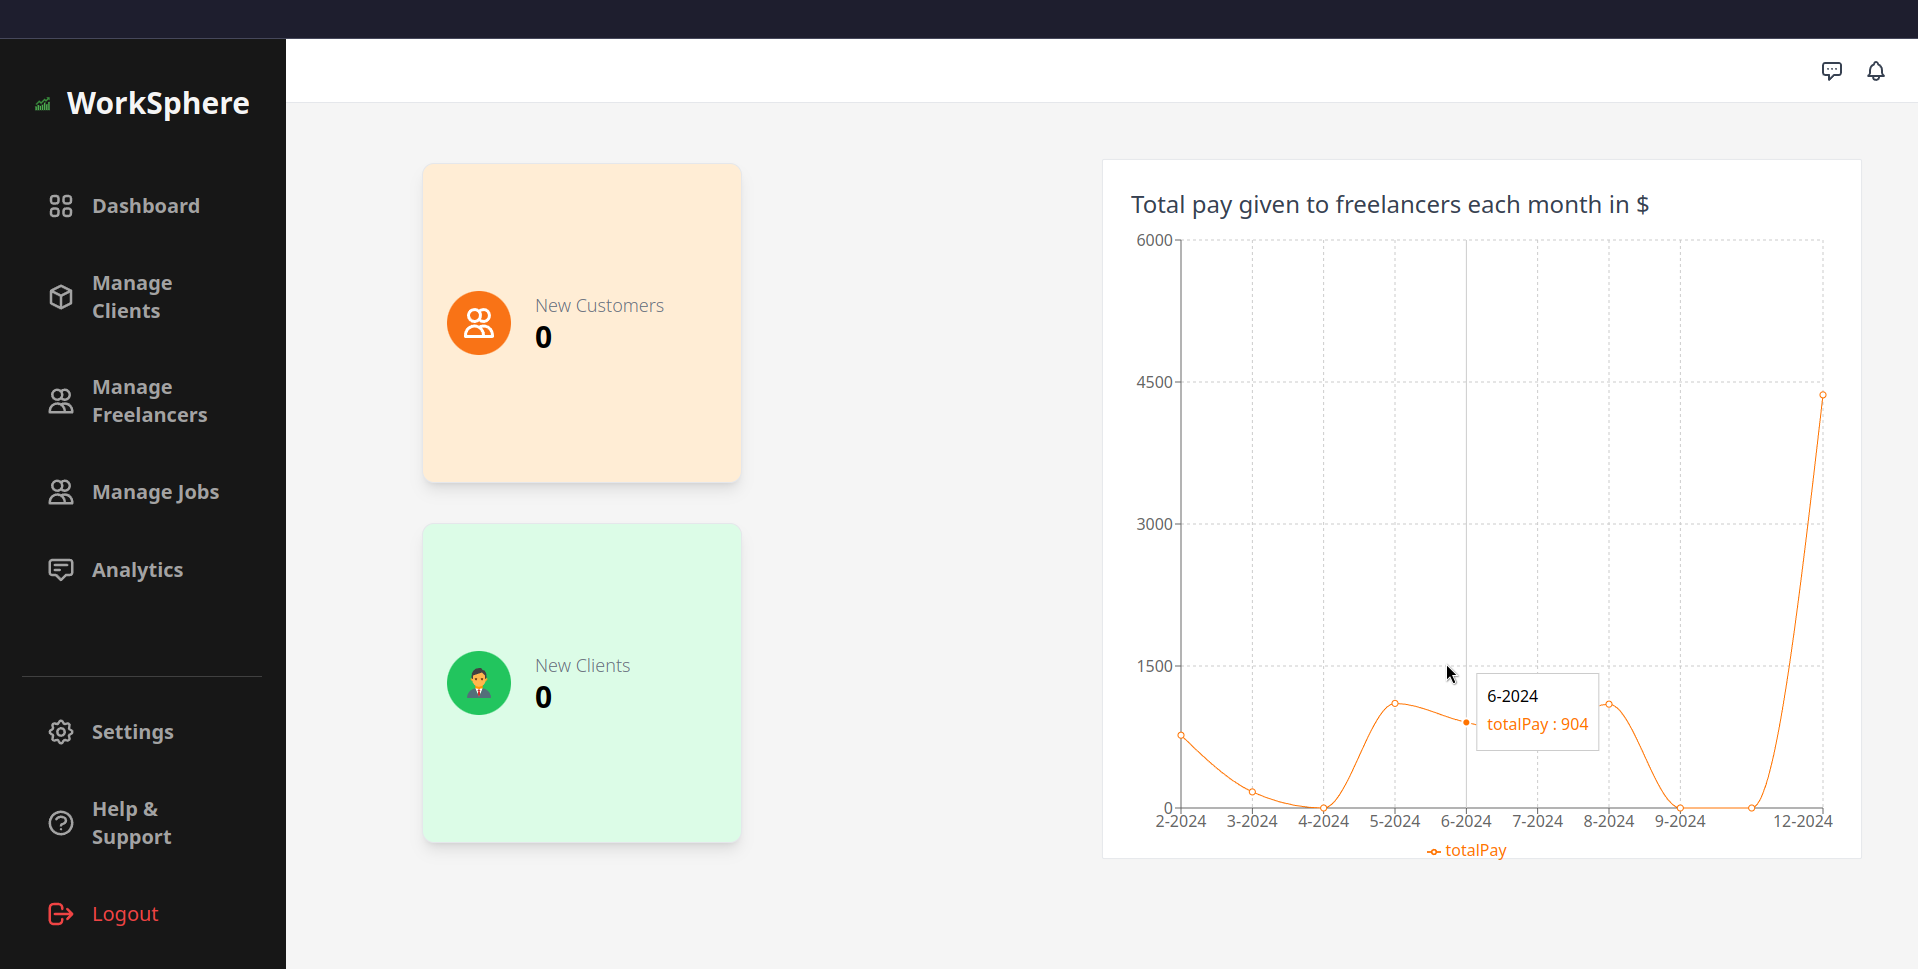 WorkSphere
Dashboard
Manage
Clients
Manage
Freelancers
Manage Jobs
Analytics
Settings
Help &
Support
Logout
New Customers
0
New Clients
0
Total pay given to freelancers each month in $
6000
4500
3000
1500
0
2-2024 3-2024 4-2024 5-2024 6-2024 7-2024 8-2024 9-2024 12-2024
6-2024
totalPay : 904
totalPay